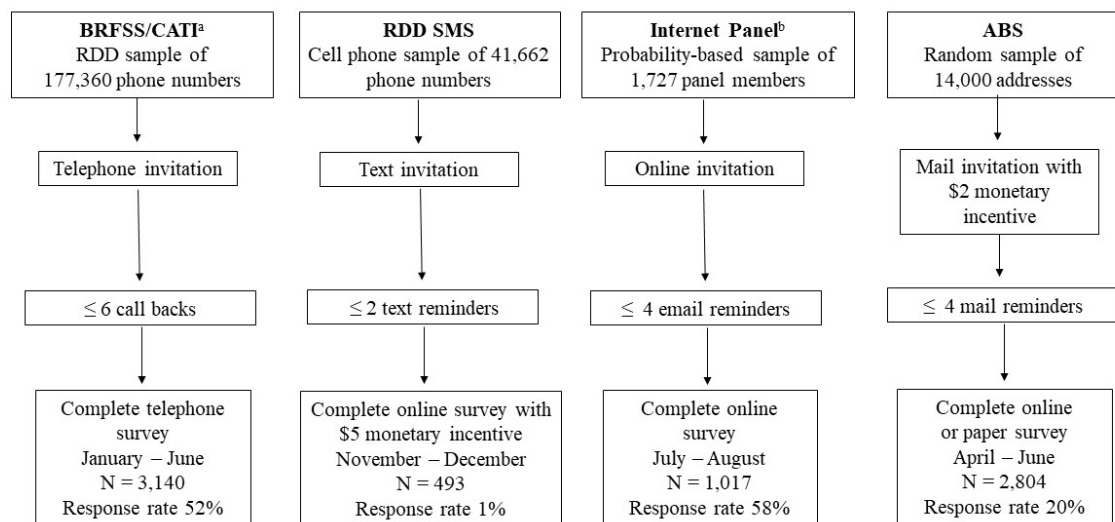 BRFSS/CATIᵃ
RDD sample of
177,360 phone numbers
Telephone invitation
≤ 6 call backs
Complete telephone
survey
January – June
N = 3,140
Response rate 52%
RDD SMS
Cell phone sample of 41,662
phone numbers
Text invitation
≤ 2 text reminders
Complete online survey with
$5 monetary incentive
November – December
N = 493
Response rate 1%
Internet Panelᵇ
Probability-based sample of
1,727 panel members
Online invitation
≤ 4 email reminders
Complete online
survey
July – August
N = 1,017
Response rate 58%
ABS
Random sample of
14,000 addresses
Mail invitation with
$2 monetary
incentive
≤ 4 mail reminders
Complete online
or paper survey
April – June
N = 2,804
Response rate 20%